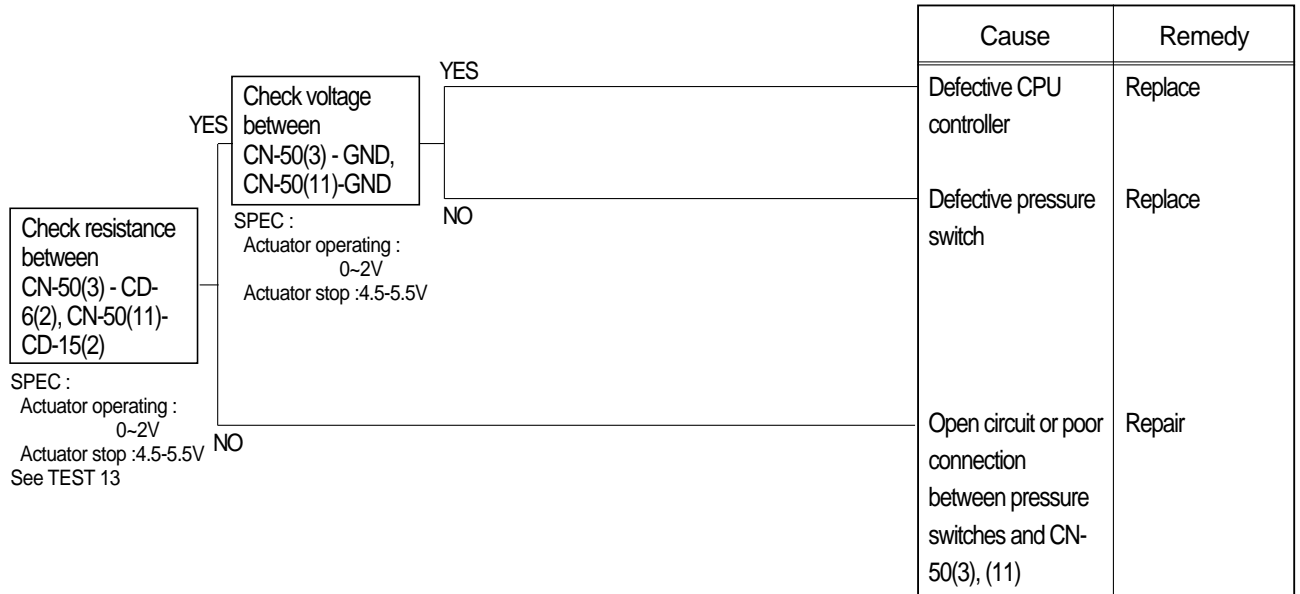 Check resistance
between
CN-50(3) - CD-
6(2), CN-50(11)-
CD-15(2)
SPEC :
Actuator operating :
0~2V
Actuator stop :4.5-5.5V
See TEST 13
YES
NO
Check voltage
between
CN-50(3) - GND,
CN-50(11)-GND
SPEC :
Actuator operating :
0~2V
Actuator stop :4.5-5.5V
YES
NO
Cause
Remedy
Defective CPU
controller
Replace
Defective pressure
switch
Replace
Open circuit or poor
connection
between pressure
switches and CN-
50(3), (11)
Repair